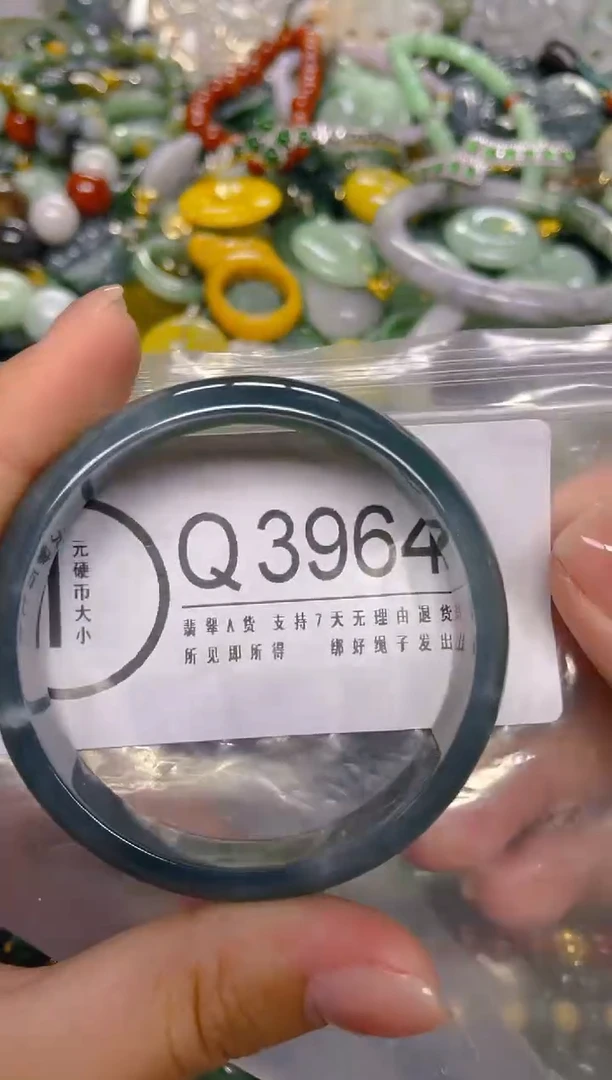 元硬币大小
Q3964
翡翠A货 支持7天无理由退货
所见即所得 绑好绳子发出